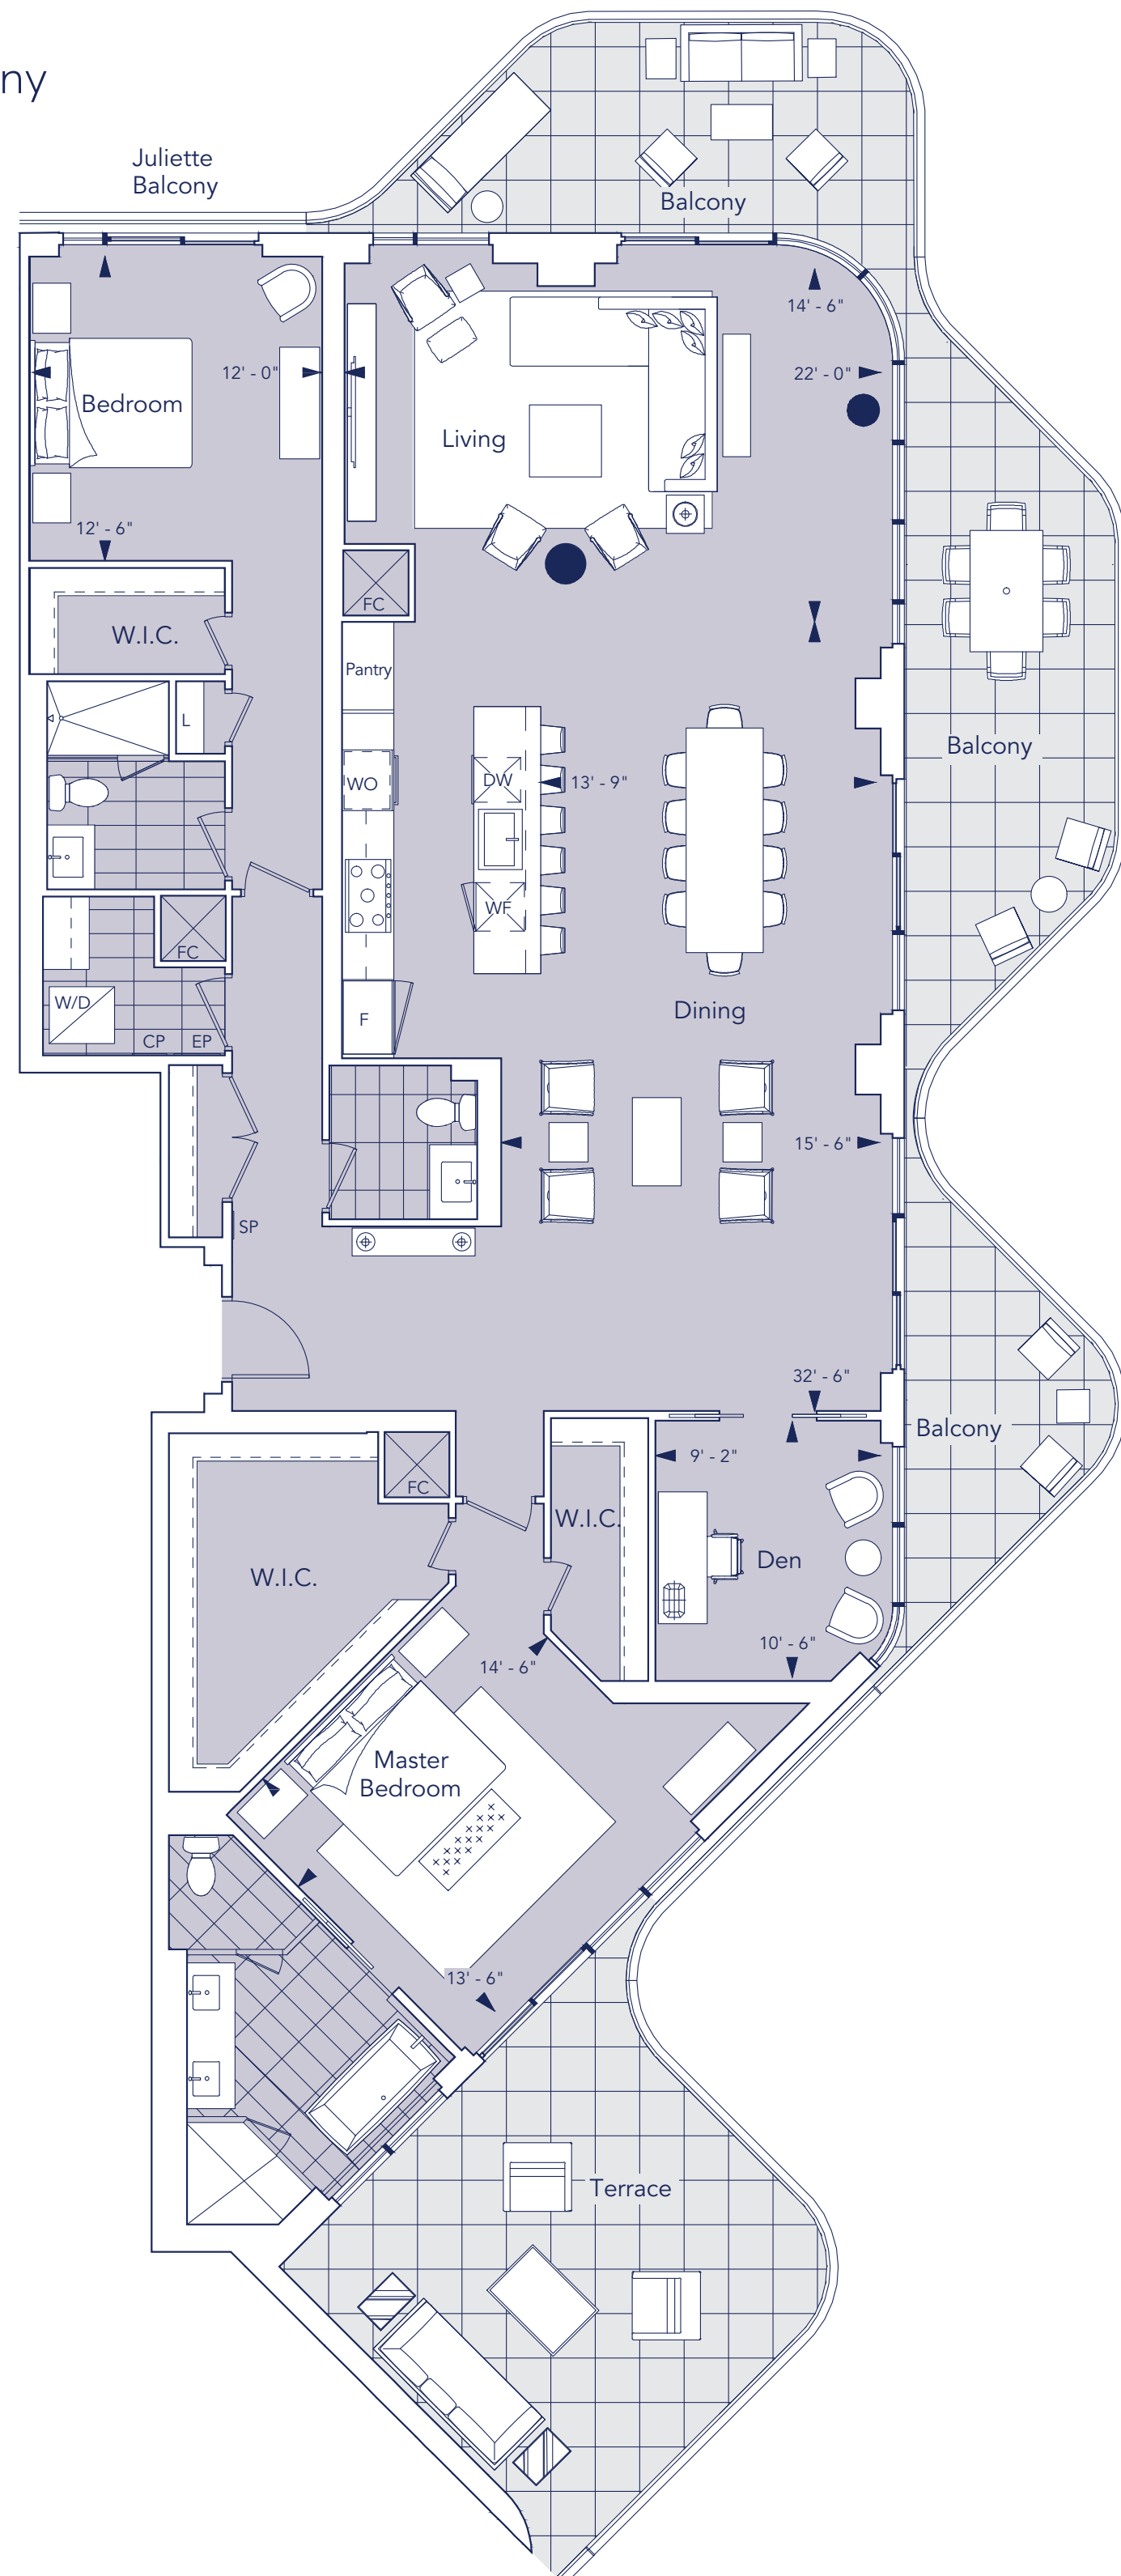 ny
Juliette
Balcony
Balcony
14' - 6"
12' - 0"
22' - 0"
Bedroom
Living
12' - 6"
FC
W.I.C.
Pantry
L
Balcony
WO
DW
13' - 9"
WF
FC
W/D
Dining
F
CP
EP
15' - 6"
SP
32' - 6"
Balcony
9' - 2"
FC
W.I.C.
Den
W.I.C.
10' - 6"
14' - 6"
Master
Bedroom
13' - 6"
Terrace